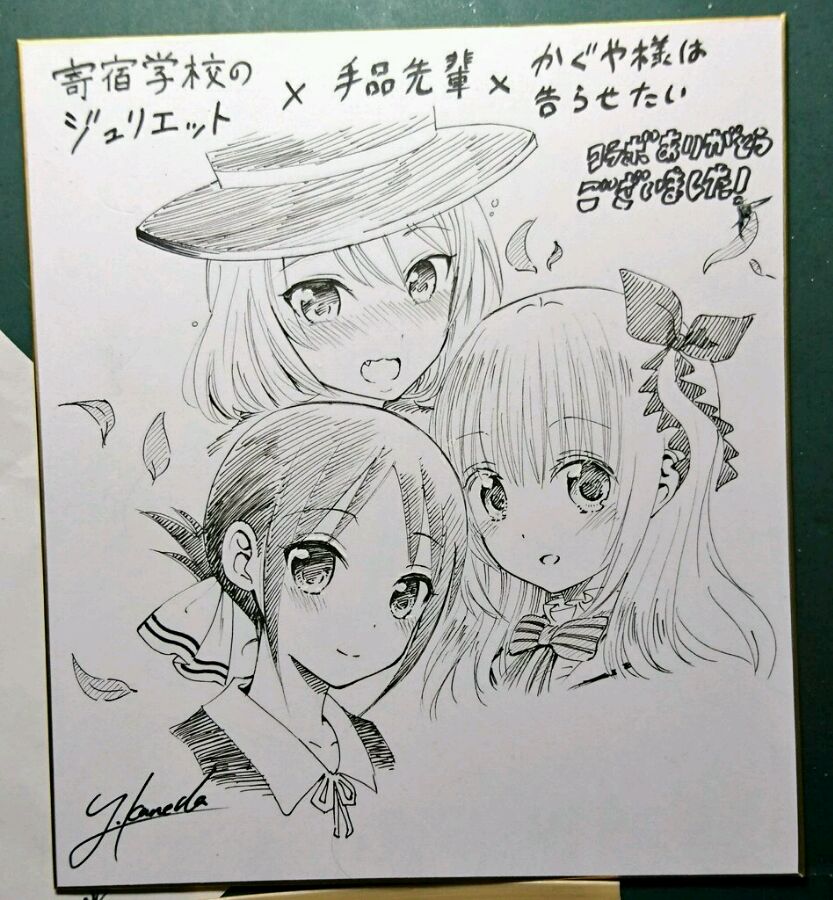 寄宿学校の
ジュリエット
×
手品先輩
×
かぐや様は
告らせたい
コラボありがとう
ございました!
Y.Kaneda